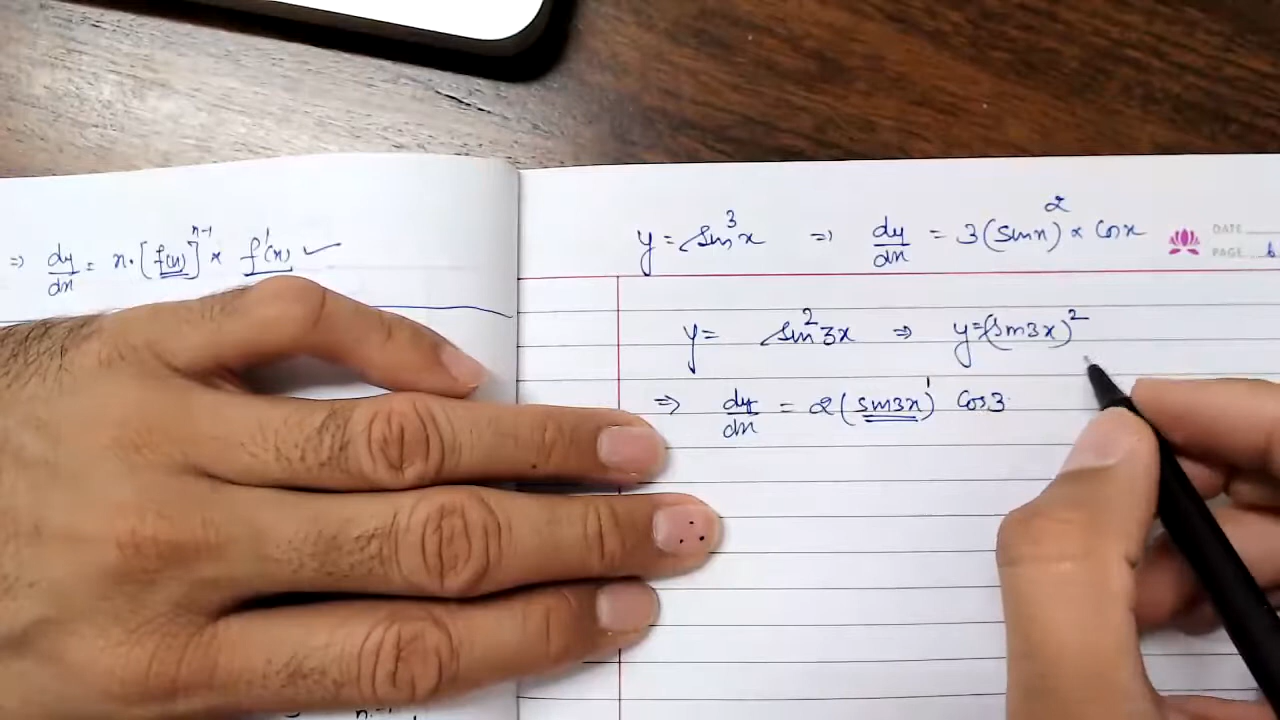 ⇒ dy/dx = n·[f(x)]^(n-1) × f'(x) ✓
y = sin³x ⇒ dy/dx = 3(sinx)² × cosx
DATE
PAGE 6
y = sin²3x ⇒ y=(sin3x)²
⇒ dy/dx = 2(sin3x)¹ cos3